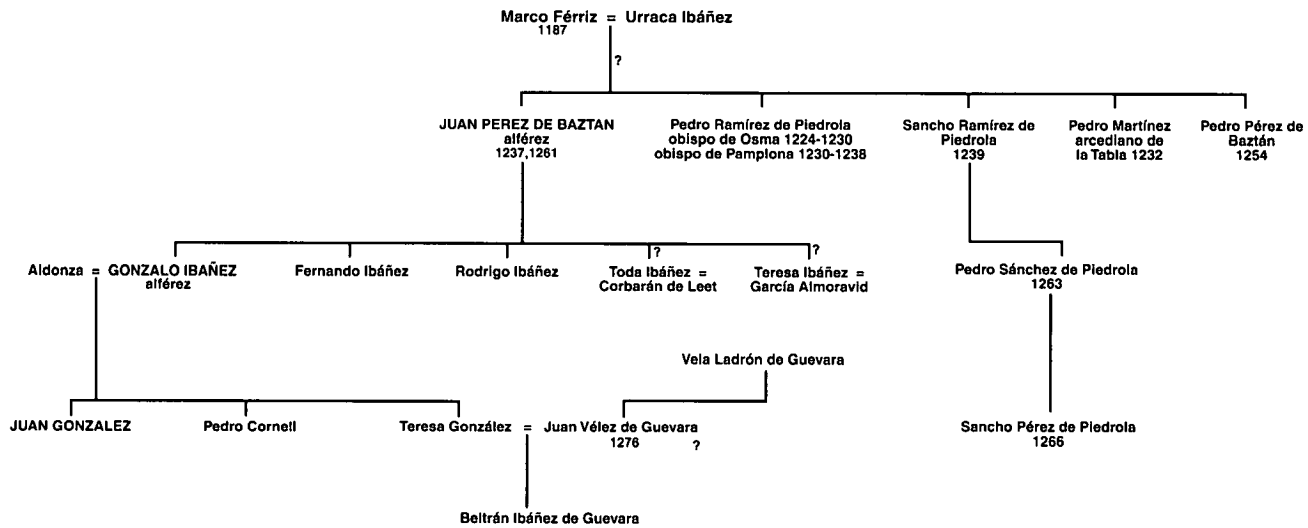 Marco Férriz = Urraca Ibáñez
1187
?
JUAN PEREZ DE BAZTAN
alférez
1237,1261
Pedro Ramírez de Piedrola
obispo de Osma 1224-1230
obispo de Pamplona 1230-1238
Sancho Ramírez de
Piedrola
1239
Pedro Martínez
arcediano de
la Tabla 1232
Pedro Pérez de
Baztán
1254
Aldonza = GONZALO IBAÑEZ
alférez
Fernando Ibáñez
Rodrigo Ibáñez
?
Toda Ibáñez =
Corbarán de Leet
?
Teresa Ibáñez =
García Almoravid
Pedro Sánchez de Piedrola
1263
Vela Ladrón de Guevara
JUAN GONZALEZ
Pedro Cornell
Teresa González = Juan Vélez de Guevara
1276
?
Sancho Pérez de Piedrola
1266
Beltrán Ibáñez de Guevara